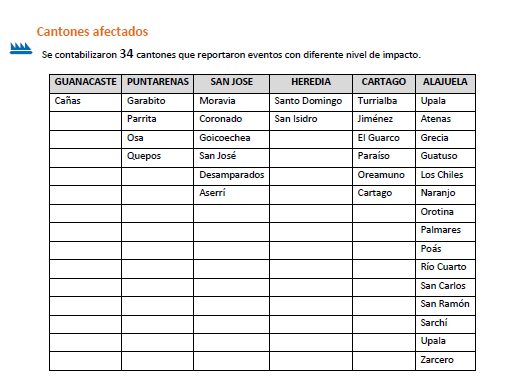 Cantones afectados
Se contabilizaron 34 cantones que reportaron eventos con diferente nivel de impacto.
GUANACASTE PUNTARENAS SAN JOSE HEREDIA CARTAGO ALAJUELA
Cañas Garabito Moravia Santo Domingo Turrialba Upala
Parrita Coronado San Isidro Jiménez Atenas
Osa Goicoechea El Guarco Grecia
Quepos San José Paraíso Guatuso
Desamparados Oreamuno Los Chiles
Aserrí Cartago Naranjo
Orotina
Palmares
Poás
Río Cuarto
San Carlos
San Ramón
Sarchí
Upala
Zarcero